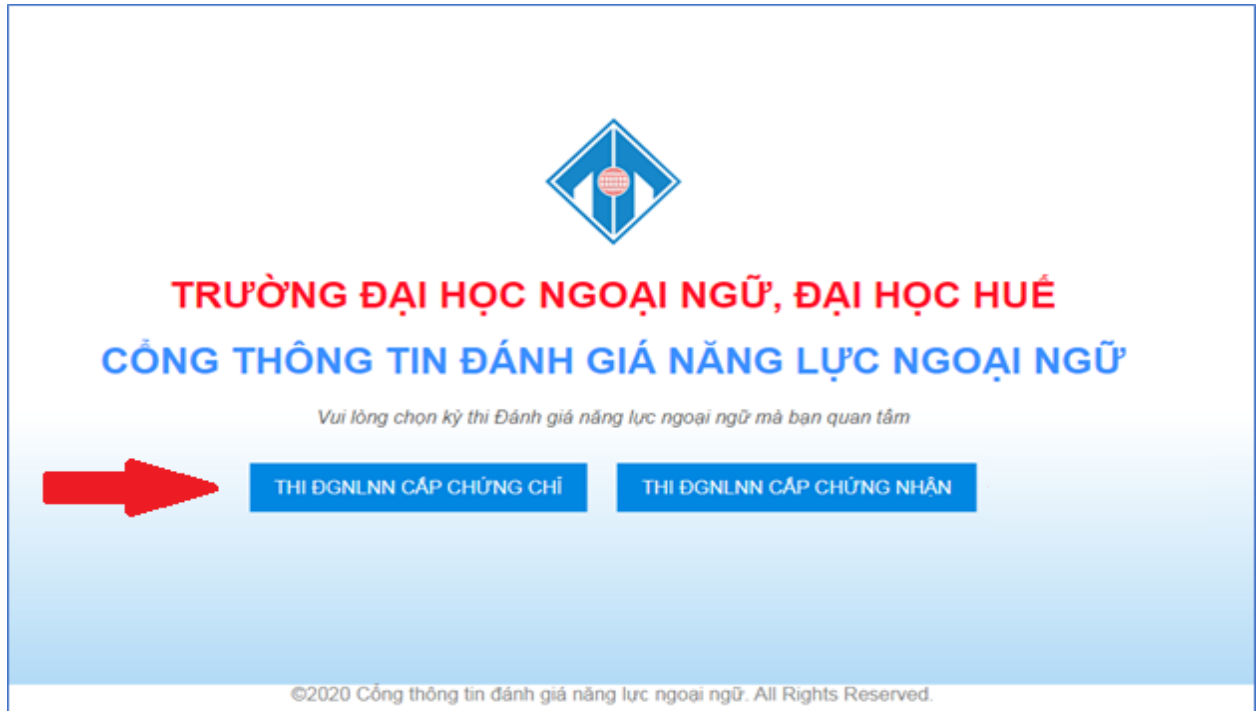 TRƯỜNG ĐẠI HỌC NGOẠI NGỮ, ĐẠI HỌC HUẾ
CỔNG THÔNG TIN ĐÁNH GIÁ NĂNG LỰC NGOẠI NGỮ
Vui lòng chọn kỳ thi Đánh giá năng lực ngoại ngữ mà bạn quan tâm
THI ĐGNLNN CẤP CHỨNG CHỈ
THI ĐGNLNN CẤP CHỨNG NHẬN
©2020 Cổng thông tin đánh giá năng lực ngoại ngữ. All Rights Reserved.